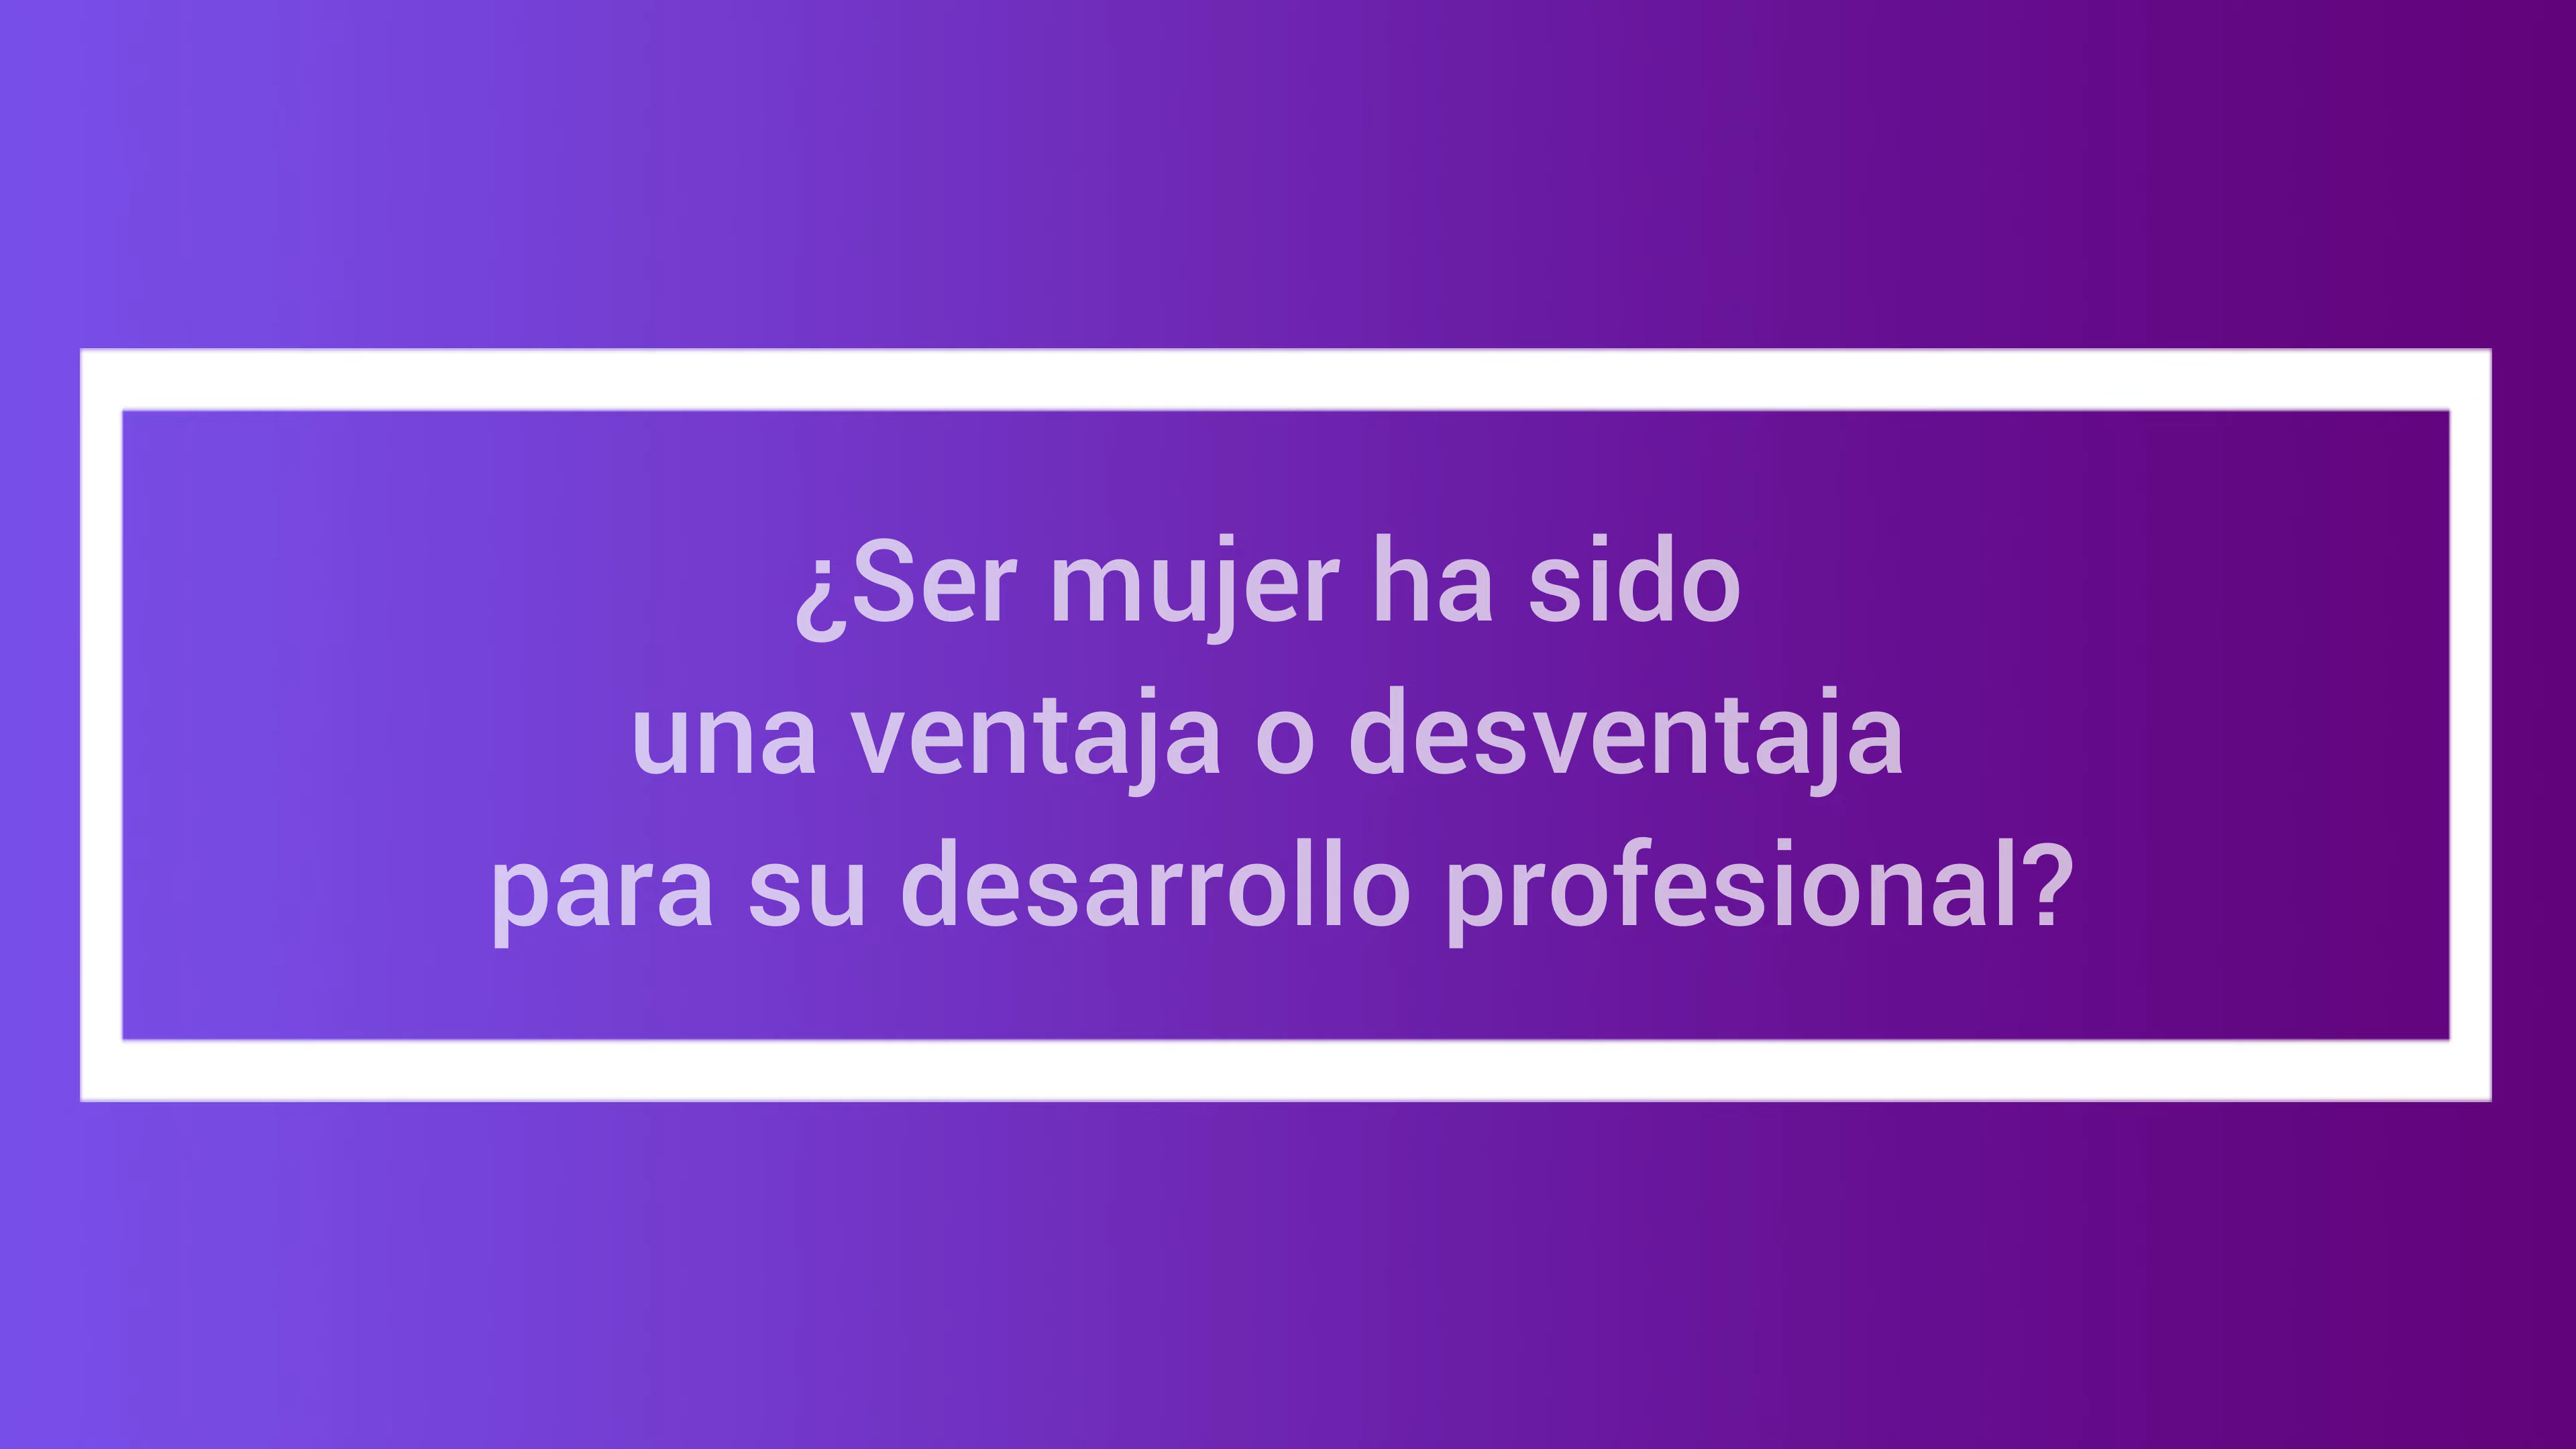 ¿Ser mujer ha sido
una ventaja o desventaja
para su desarrollo profesional?